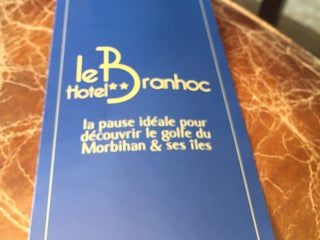 le Branhoc
Hotel**
la pause idéale pour
découvrir le golfe du
Morbihan & ses îles